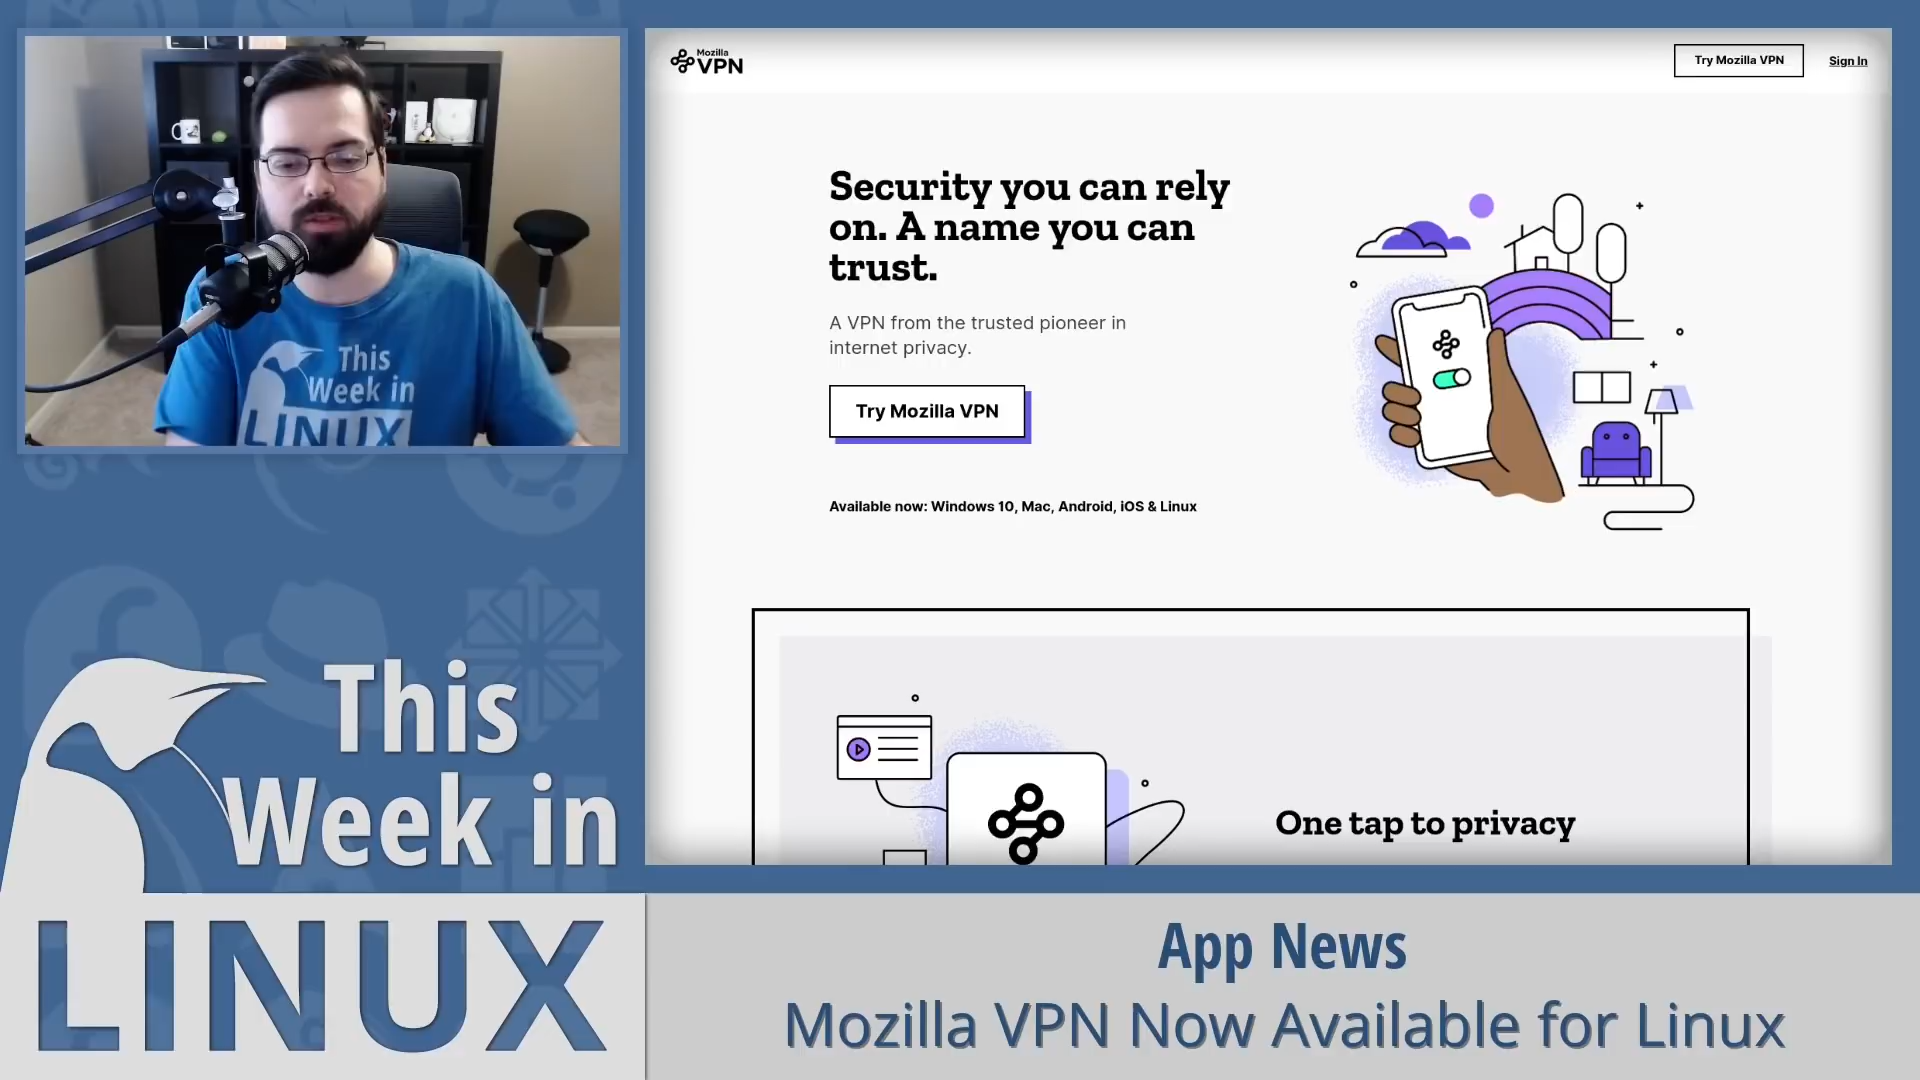 This
Week in
LINUX
Mozilla
VPN
Try Mozilla VPN
Sign In
Security you can rely
on. A name you can
trust.
A VPN from the trusted pioneer in
internet privacy.
Try Mozilla VPN
Available now: Windows 10, Mac, Android, iOS & Linux
One tap to privacy
This
Week in
LINUX
App News
Mozilla VPN Now Available for Linux